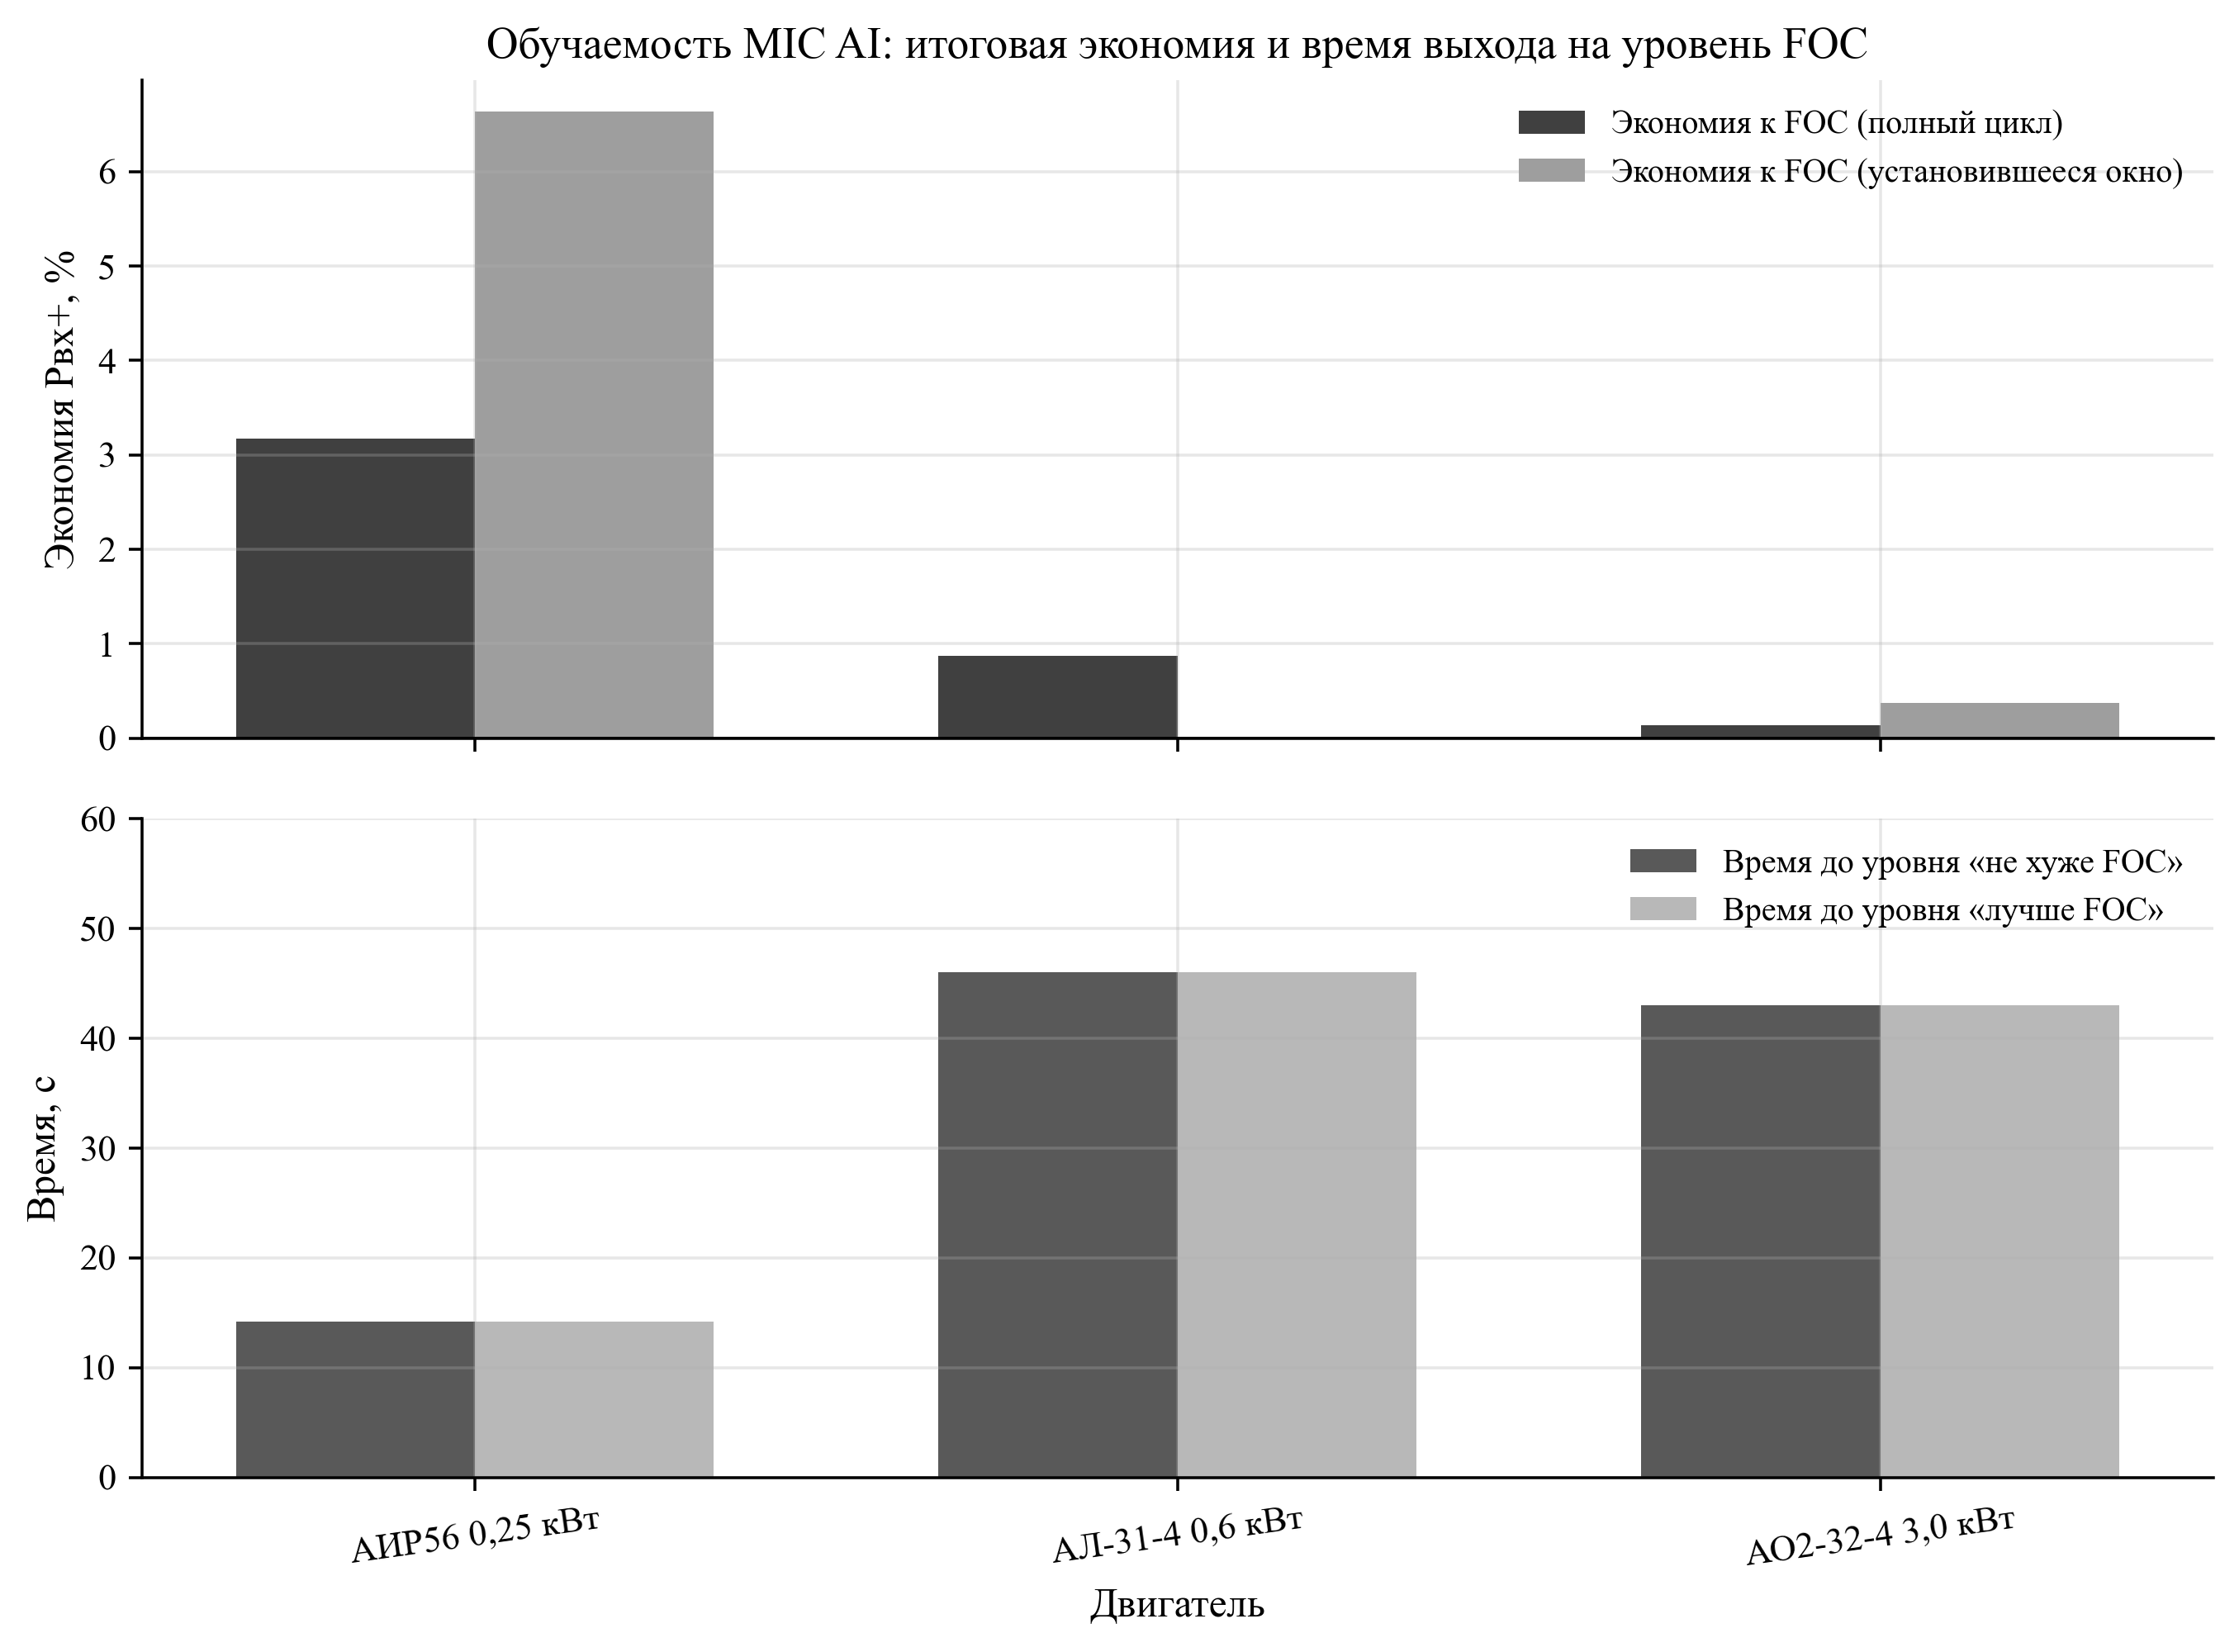 Обучаемость MIC AI: итоговая экономия и время выхода на уровень FOC
Экономия к FOC (полный цикл)
Экономия к FOC (установившееся окно)
Экономия Pвх+, %
6
5
4
3
2
1
0
Время до уровня «не хуже FOC»
Время до уровня «лучше FOC»
Время, с
60
50
40
30
20
10
0
АИР56 0,25 кВт
АЛ-31-4 0,6 кВт
АО2-32-4 3,0 кВт
Двигатель